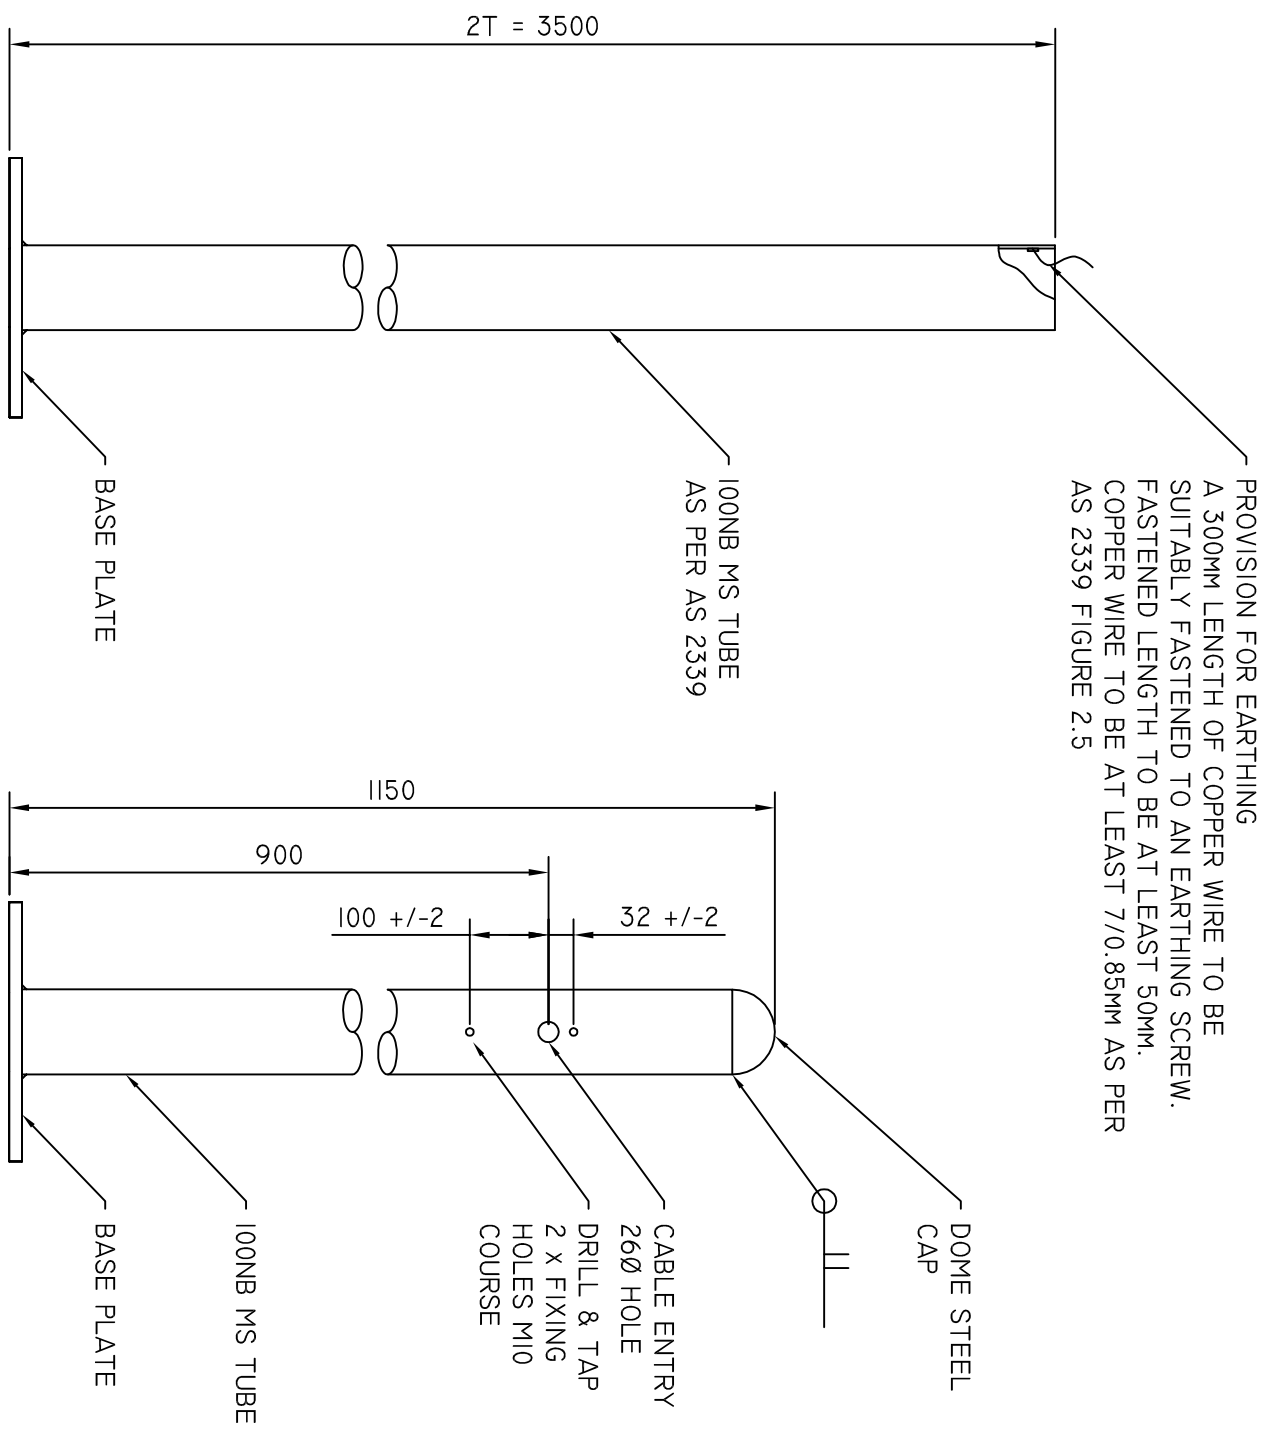 2T = 3500
PROVISION FOR EARTHING
A 300MM LENGTH OF COPPER WIRE TO BE
SUITABLY FASTENED TO AN EARTHING SCREW.
FASTENED LENGTH TO BE AT LEAST 50MM.
COPPER WIRE TO BE AT LEAST 7/0.85MM AS PER
AS 2339 FIGURE 2.5
100NB MS TUBE
AS PER AS 2339
BASE PLATE
1150
900
100 +/-2
32 +/-2
DOME STEEL
CAP
CABLE ENTRY
26Ø HOLE
DRILL & TAP
2 X FIXING
HOLES M10
COURSE
100NB MS TUBE
BASE PLATE